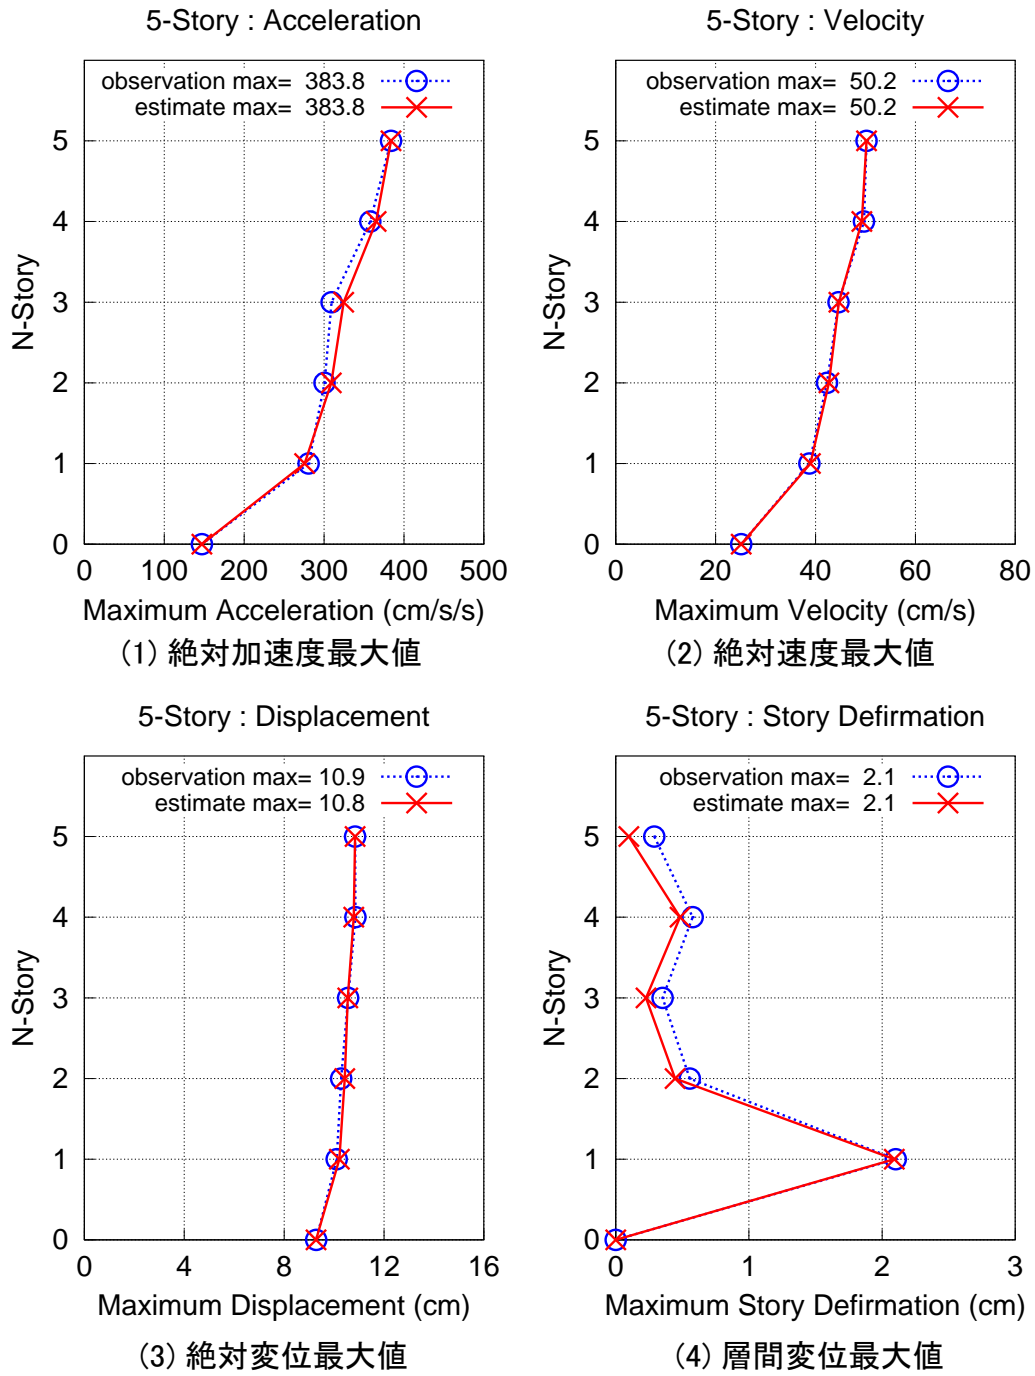 5-Story : Acceleration
observation max= 383.8
estimate max= 383.8
5
4
3
2
1
0
N-Story
0 100 200 300 400 500
Maximum Acceleration (cm/s/s)
(1) 絶対加速度最大値
5-Story : Velocity
observation max= 50.2
estimate max= 50.2
5
4
3
2
1
0
N-Story
0 20 40 60 80
Maximum Velocity (cm/s)
(2) 絶対速度最大値
5-Story : Displacement
observation max= 10.9
estimate max= 10.8
5
4
3
2
1
0
N-Story
0 4 8 12 16
Maximum Displacement (cm)
(3) 絶対変位最大値
5-Story : Story Defirmation
observation max= 2.1
estimate max= 2.1
5
4
3
2
1
0
N-Story
0 1 2 3
Maximum Story Defirmation (cm)
(4) 層間変位最大値